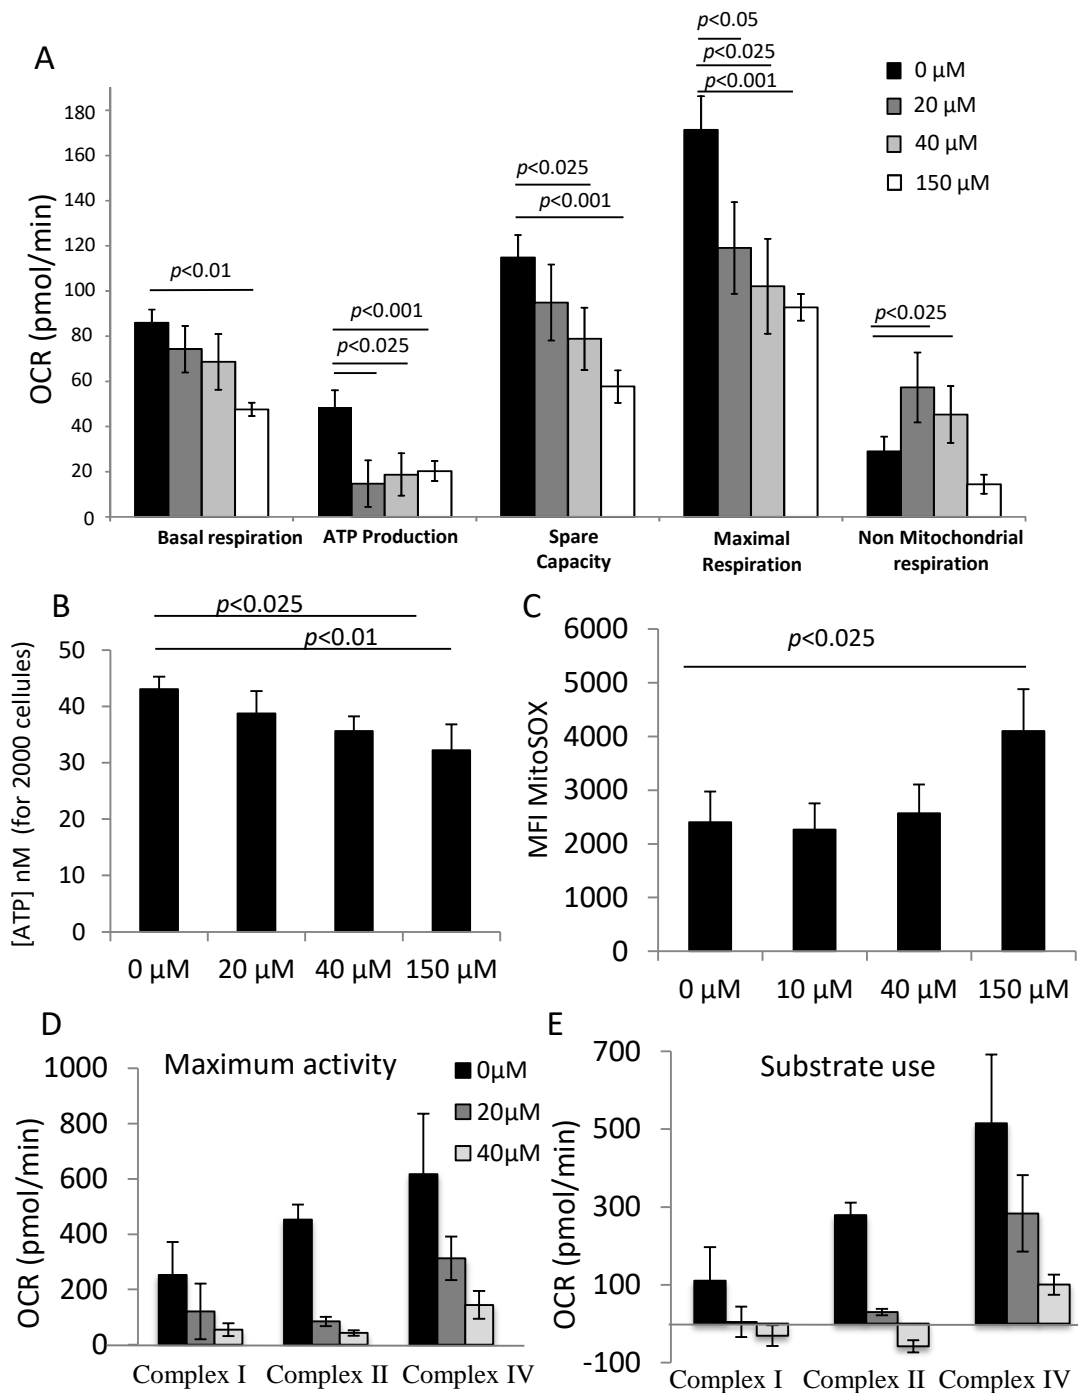 A
p<0.05
p<0.025
p<0.001
0 µM
20 µM
40 µM
150 µM
p<0.025
p<0.001
p<0.01
p<0.001
p<0.025
p<0.025
OCR (pmol/min)
180
160
140
120
100
80
60
40
20
0
Basal respiration
ATP Production
Spare
Capacity
Maximal
Respiration
Non Mitochondrial
respiration
B
p<0.025
p<0.01
[ATP] nM (for 2000 cellules)
50
40
30
20
10
0
0 µM
20 µM
40 µM
150 µM
C
p<0.025
MFI MitoSOX
6000
5000
4000
3000
2000
1000
0
0 µM
10 µM
40 µM
150 µM
D
Maximum activity
0µM
20µM
40µM
OCR (pmol/min)
1000
800
600
400
200
0
Complex I
Complex II
Complex IV
E
Substrate use
OCR (pmol/min)
700
500
300
100
-100
Complex I
Complex II
Complex IV